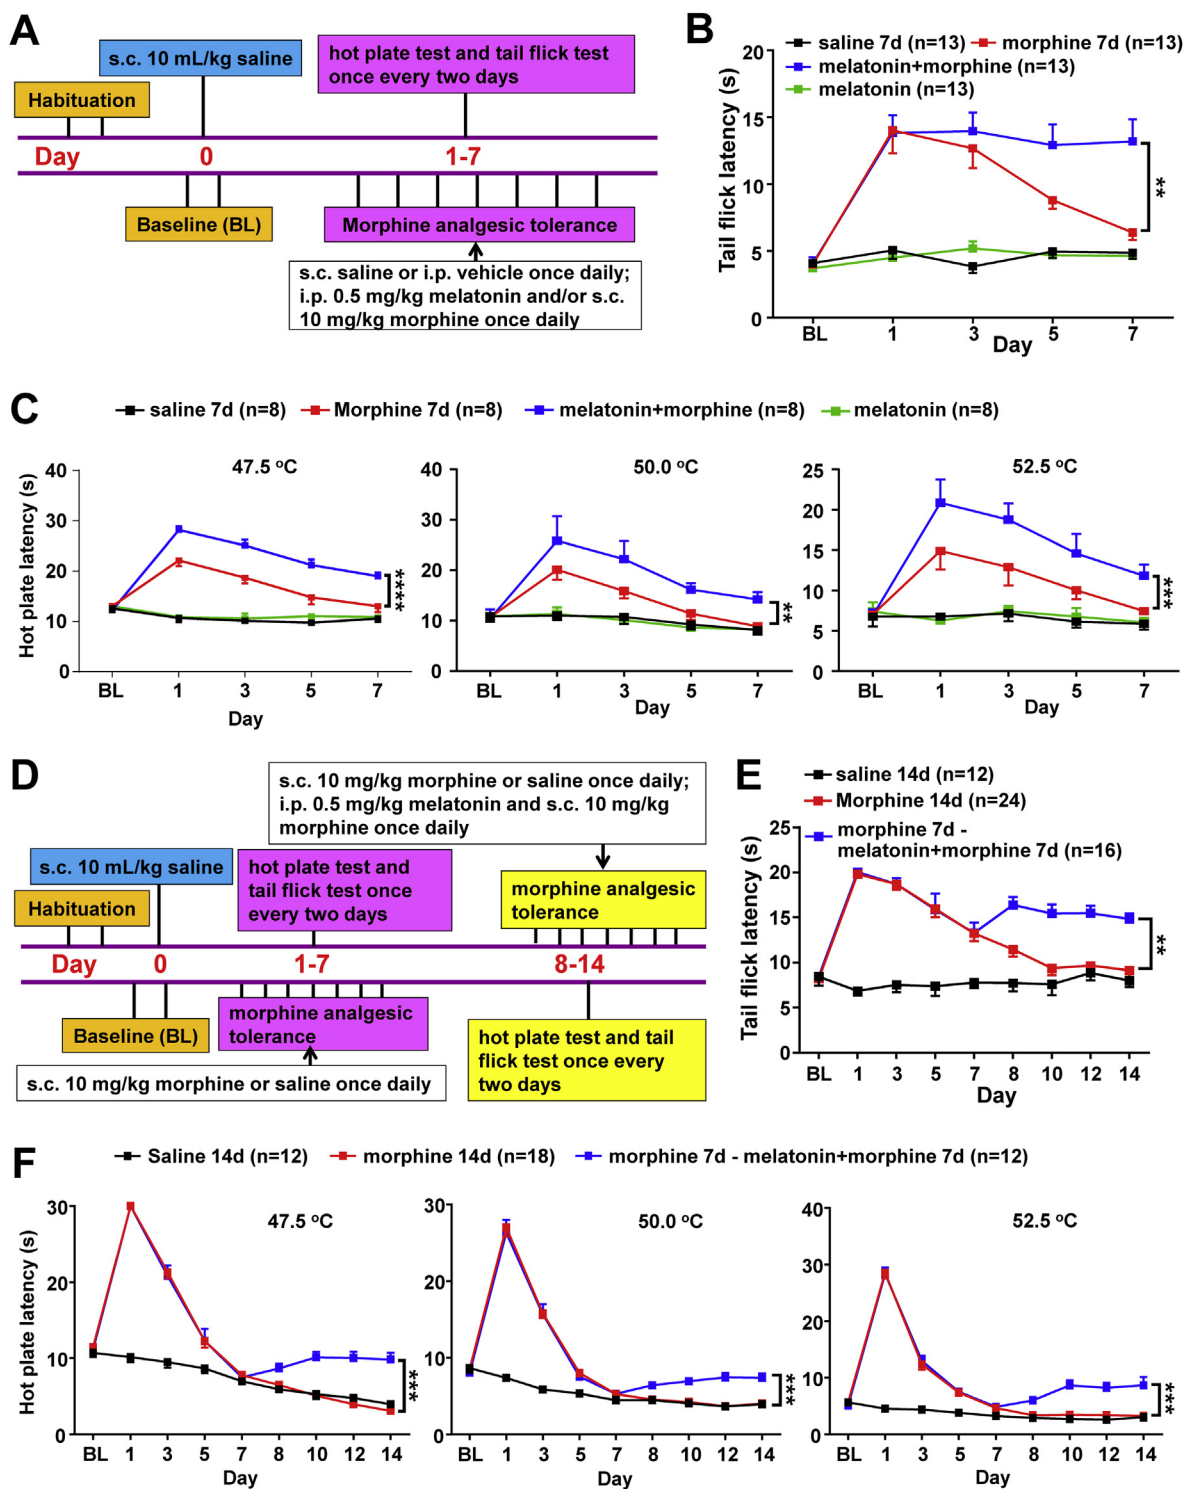 A
s.c. 10 mL/kg saline
hot plate test and tail flick test
once every two days
Habituation
Day
0
1-7
Baseline (BL)
Morphine analgesic tolerance
s.c. saline or i.p. vehicle once daily;
i.p. 0.5 mg/kg melatonin and/or s.c.
10 mg/kg morphine once daily
B
saline 7d (n=13)
morphine 7d (n=13)
melatonin+morphine (n=13)
melatonin (n=13)
Tail flick latency (s)
20
15
10
5
0
**
BL 1 3 5 7
Day
C
saline 7d (n=8) Morphine 7d (n=8) melatonin+morphine (n=8) melatonin (n=8)
Hot plate latency (s)
47.5 ºC
40
30
20
10
0
****
BL 1 3 5 7
Day
50.0 ºC
40
30
20
10
0
**
BL 1 3 5 7
Day
52.5 ºC
25
20
15
10
5
0
***
BL 1 3 5 7
Day
D
s.c. 10 mg/kg morphine or saline once daily;
i.p. 0.5 mg/kg melatonin and s.c. 10 mg/kg
morphine once daily
s.c. 10 mL/kg saline
hot plate test and
tail flick test once
every two days
morphine analgesic
tolerance
Habituation
Day
0
1-7
8-14
Baseline (BL)
morphine analgesic
tolerance
hot plate test and tail
flick test once every
two days
s.c. 10 mg/kg morphine or saline once daily
E
saline 14d (n=12)
Morphine 14d (n=24)
morphine 7d -
melatonin+morphine 7d (n=16)
Tail flick latency (s)
25
20
15
10
5
0
**
BL 1 3 5 7 8 10 12 14
Day
F
Saline 14d (n=12) morphine 14d (n=18) morphine 7d - melatonin+morphine 7d (n=12)
Hot plate latency (s)
47.5 ºC
30
20
10
0
***
BL 1 3 5 7 8 10 12 14
Day
50.0 ºC
30
20
10
0
***
BL 1 3 5 7 8 10 12 14
Day
52.5 ºC
40
30
20
10
0
***
BL 1 3 5 7 8 10 12 14
Day